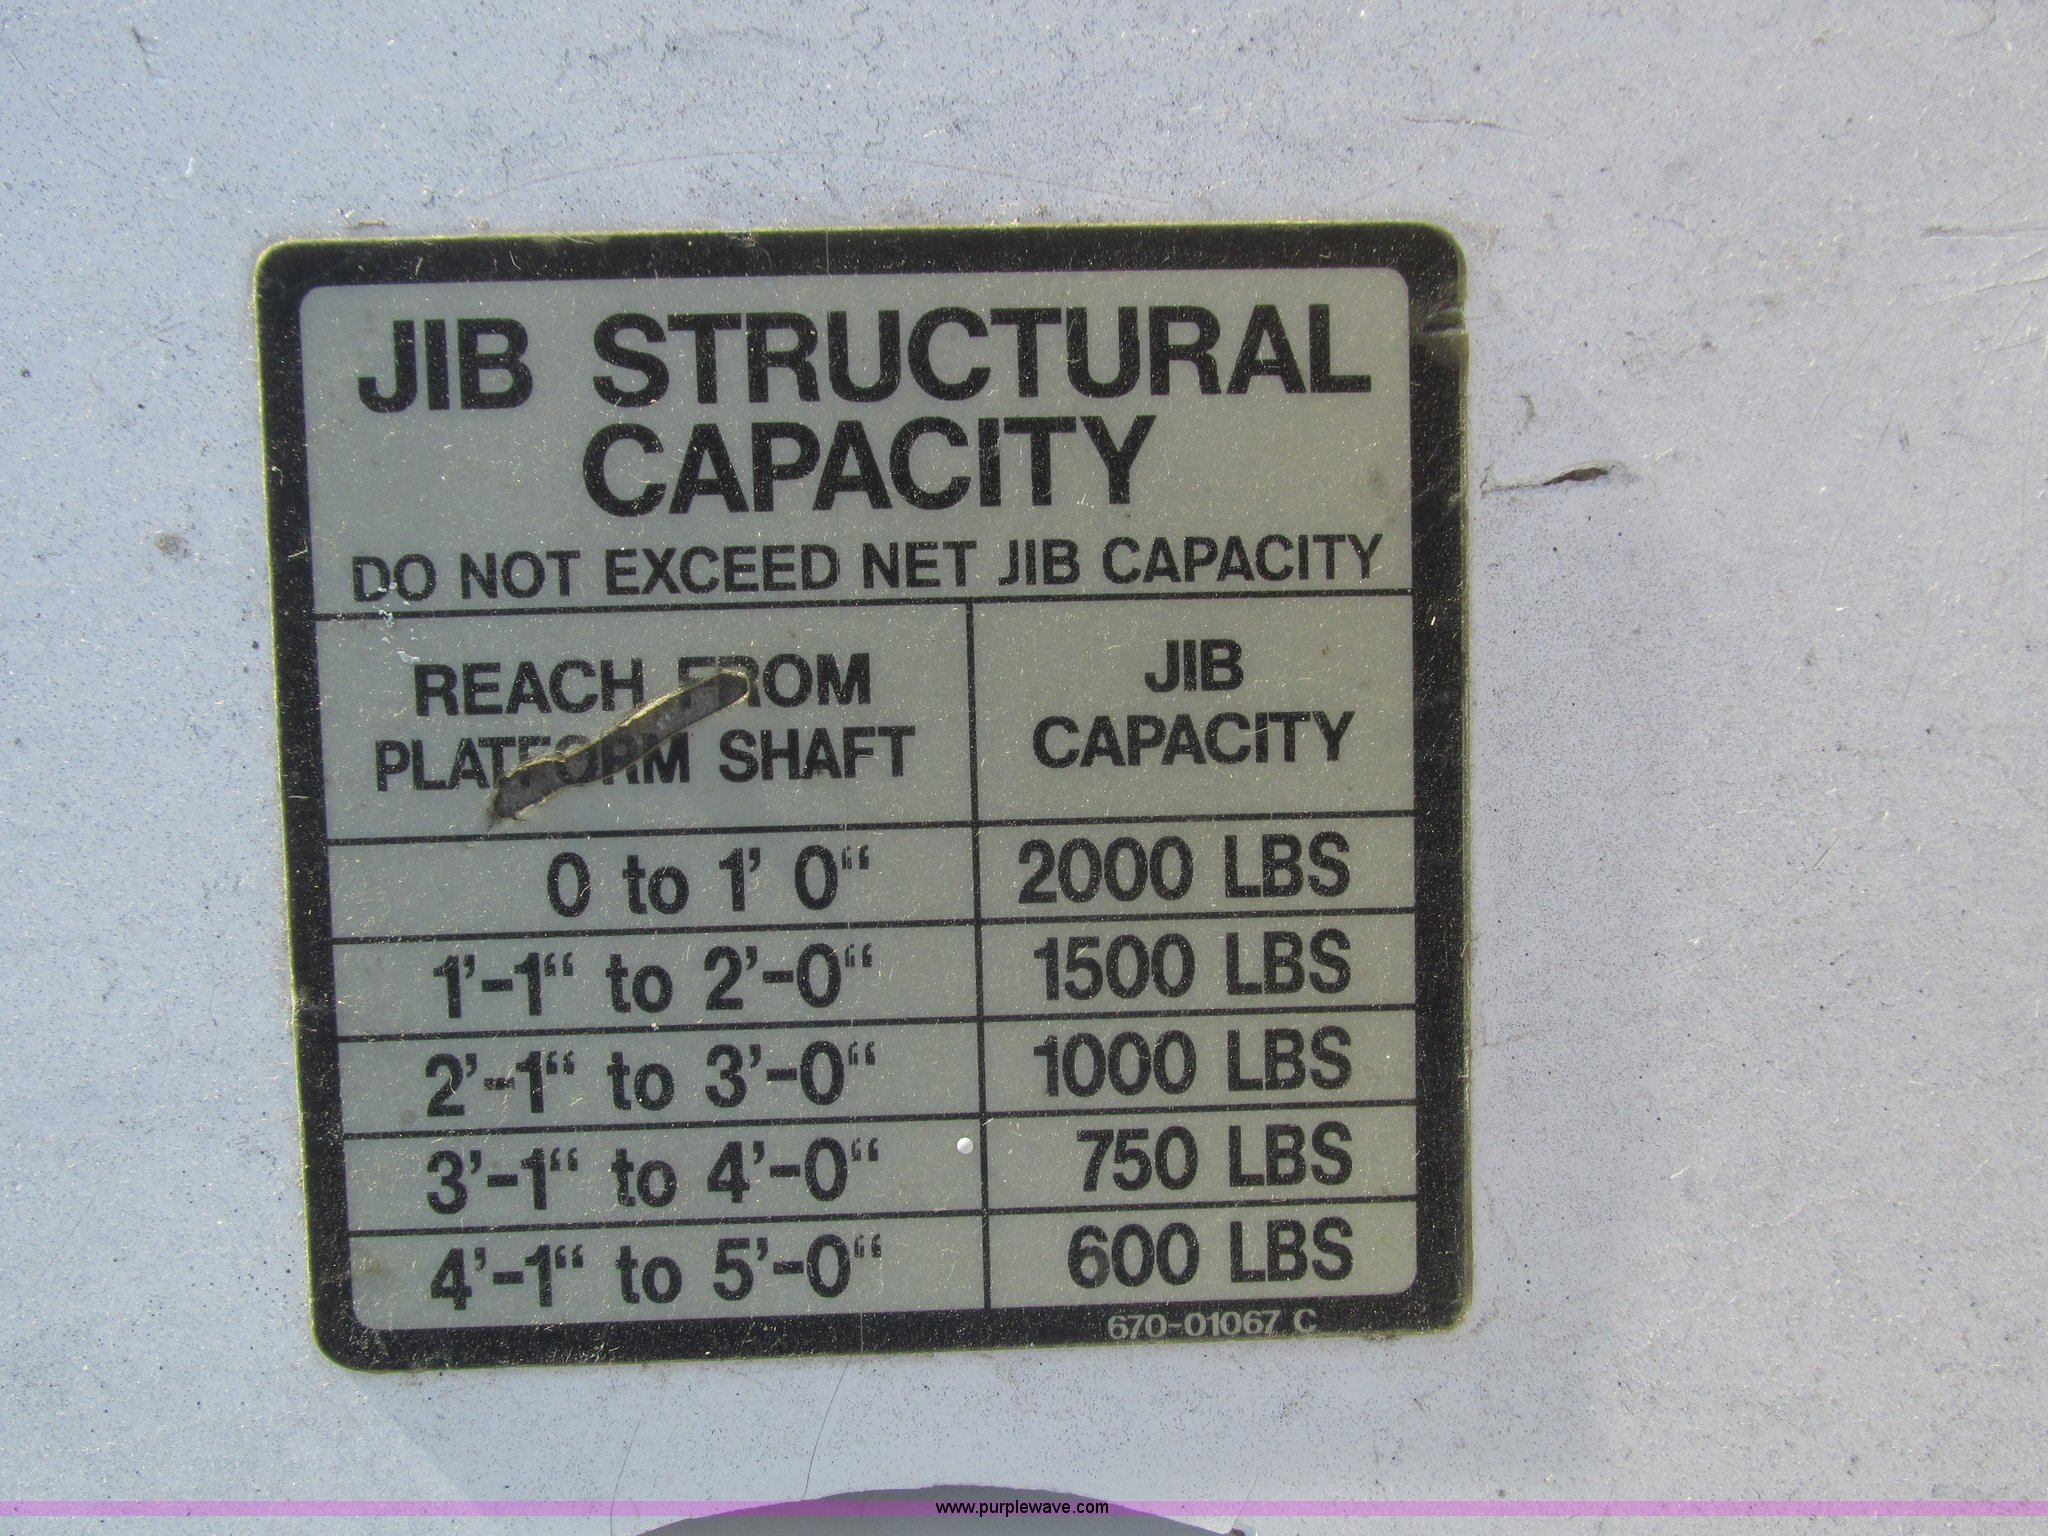 JIB STRUCTURAL
CAPACITY
DO NOT EXCEED NET JIB CAPACITY
REACH FROM
PLATFORM SHAFT
JIB
CAPACITY
0 to 1' 0“ 2000 LBS
1'-1“ to 2'-0“ 1500 LBS
2'-1“ to 3'-0“ 1000 LBS
3'-1“ to 4'-0“ 750 LBS
4'-1“ to 5'-0“ 600 LBS
670-01067 C
www.purplewave.com